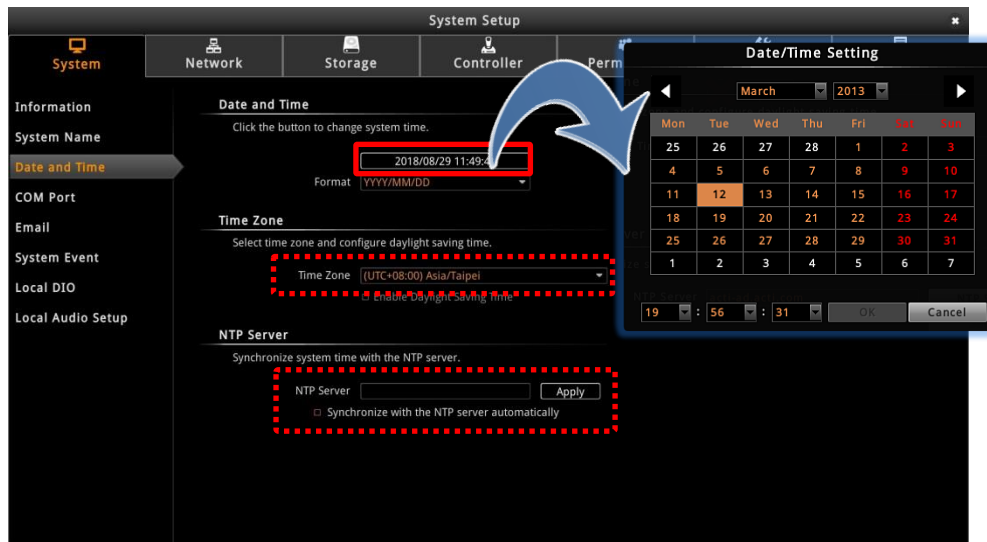 System Setup
System Network Storage Controller Perm
Information
System Name
Date and Time
COM Port
Email
System Event
Local DIO
Local Audio Setup
Date and Time
Click the button to change system time.
2018/08/29 11:49:4
Format YYYY/MM/DD
Time Zone
Select time zone and configure daylight saving time.
Time Zone (UTC+08:00) Asia/Taipei
Enable Daylight Saving Time
NTP Server
Synchronize system time with the NTP server.
NTP Server Apply
Synchronize with the NTP server automatically
Date/Time Setting
March 2013
Mon Tue Wed Thu Fri Sat Sun
25 26 27 28 1 2 3
4 5 6 7 8 9 10
11 12 13 14 15 16 17
18 19 20 21 22 23 24
25 26 27 28 29 30 31
1 2 3 4 5 6 7
19 : 56 : 31 OK Cancel